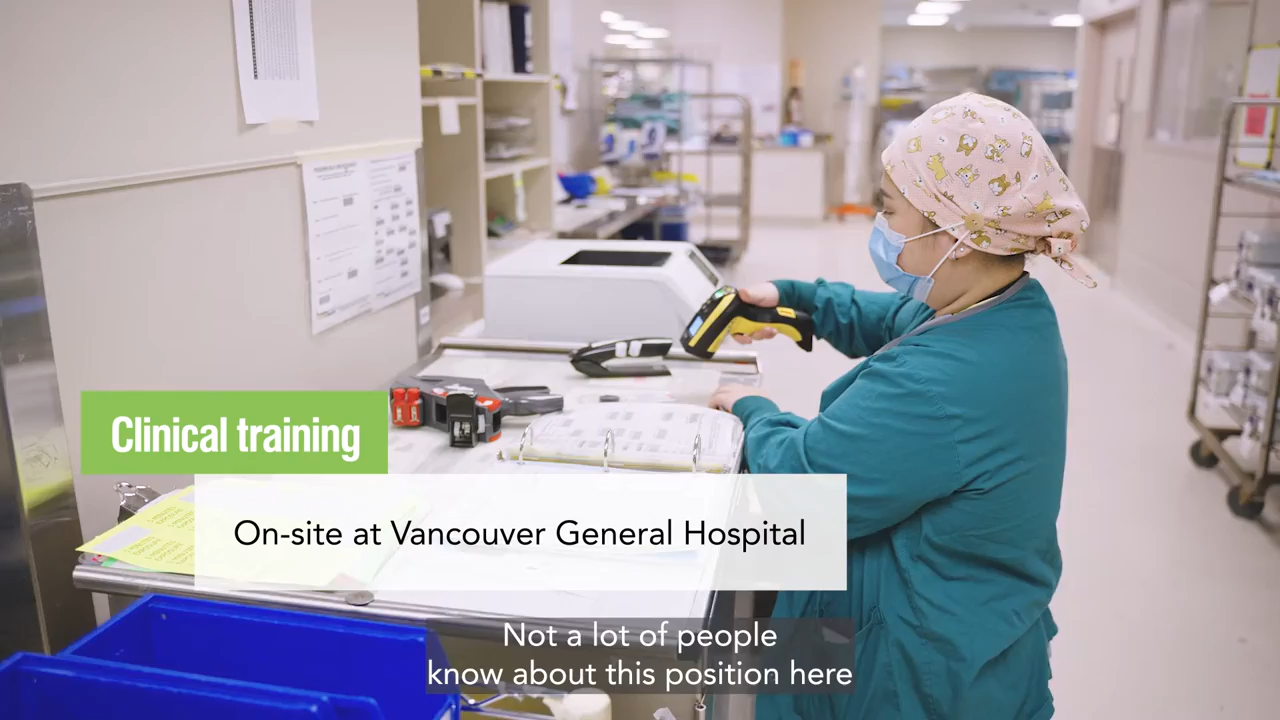 Clinical training
On-site at Vancouver General Hospital
Not a lot of people
know about this position here